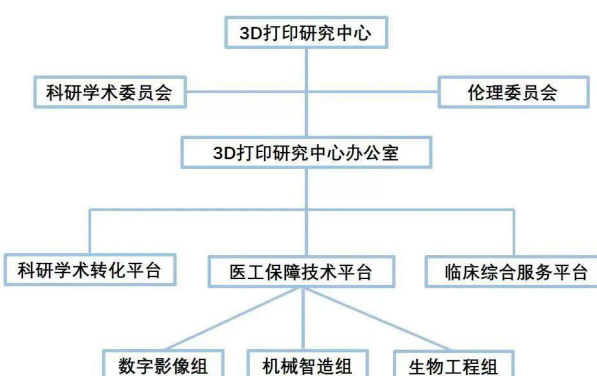 3D打印研究中心
科研学术委员会
伦理委员会
3D打印研究中心办公室
科研学术转化平台
医工保障技术平台
临床综合服务平台
数字影像组
机械智造组
生物工程组